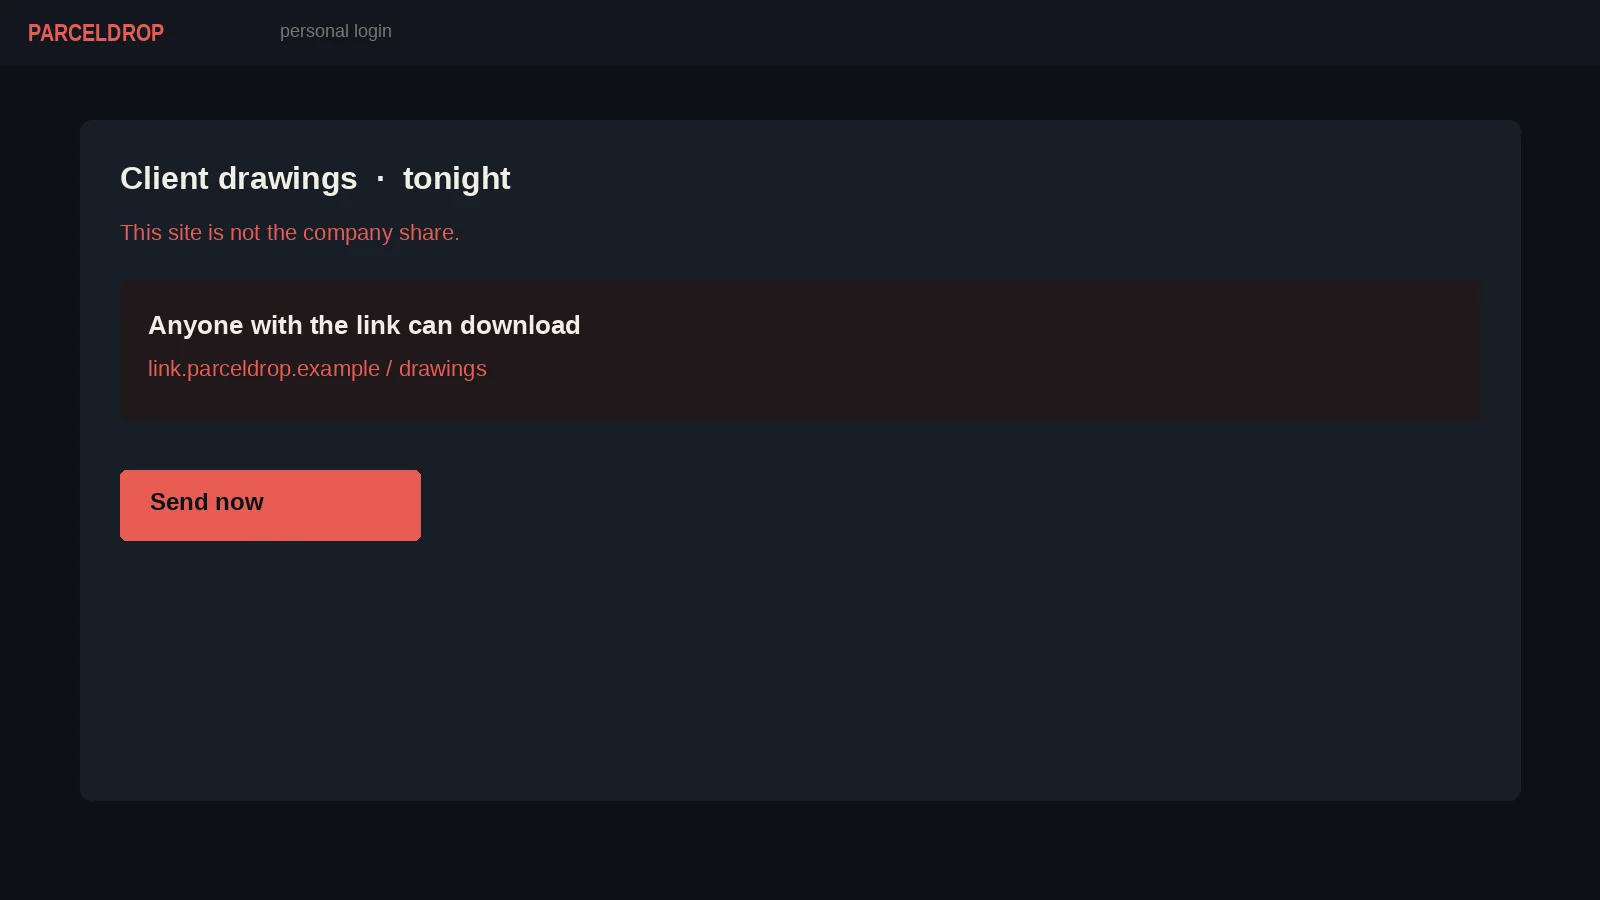 PARCELDROP
personal login
Client drawings · tonight
This site is not the company share.
Anyone with the link can download
link.parceldrop.example / drawings
Send now